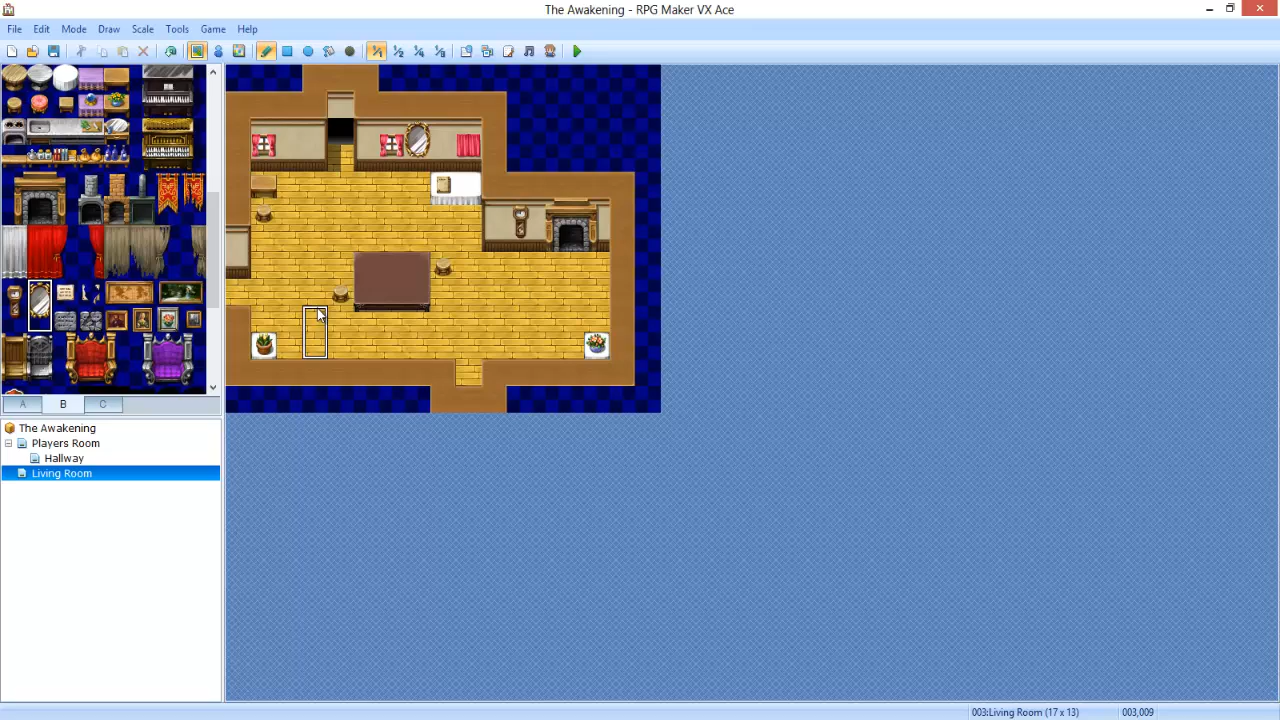 The Awakening - RPG Maker VX Ace
File Edit Mode Draw Scale Tools Game Help
A B C
The Awakening
Players Room
Hallway
Living Room
003:Living Room (17 x 13) 003,009